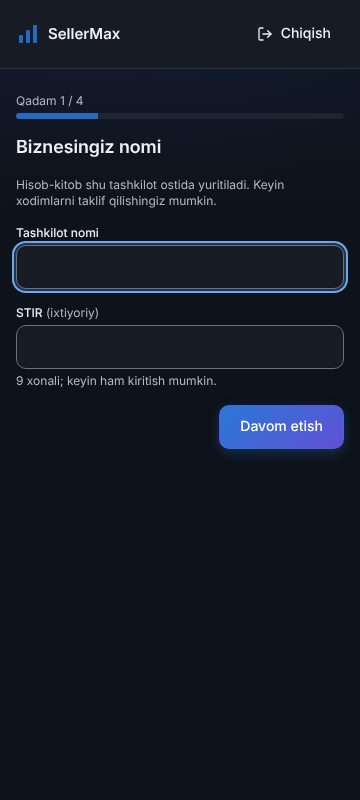 SellerMax
Chiqish
Qadam 1 / 4
Biznesingiz nomi
Hisob-kitob shu tashkilot ostida yuritiladi. Keyin
xodimlarni taklif qilishingiz mumkin.
Tashkilot nomi
STIR (ixtiyoriy)
9 xonali; keyin ham kiritish mumkin.
Davom etish